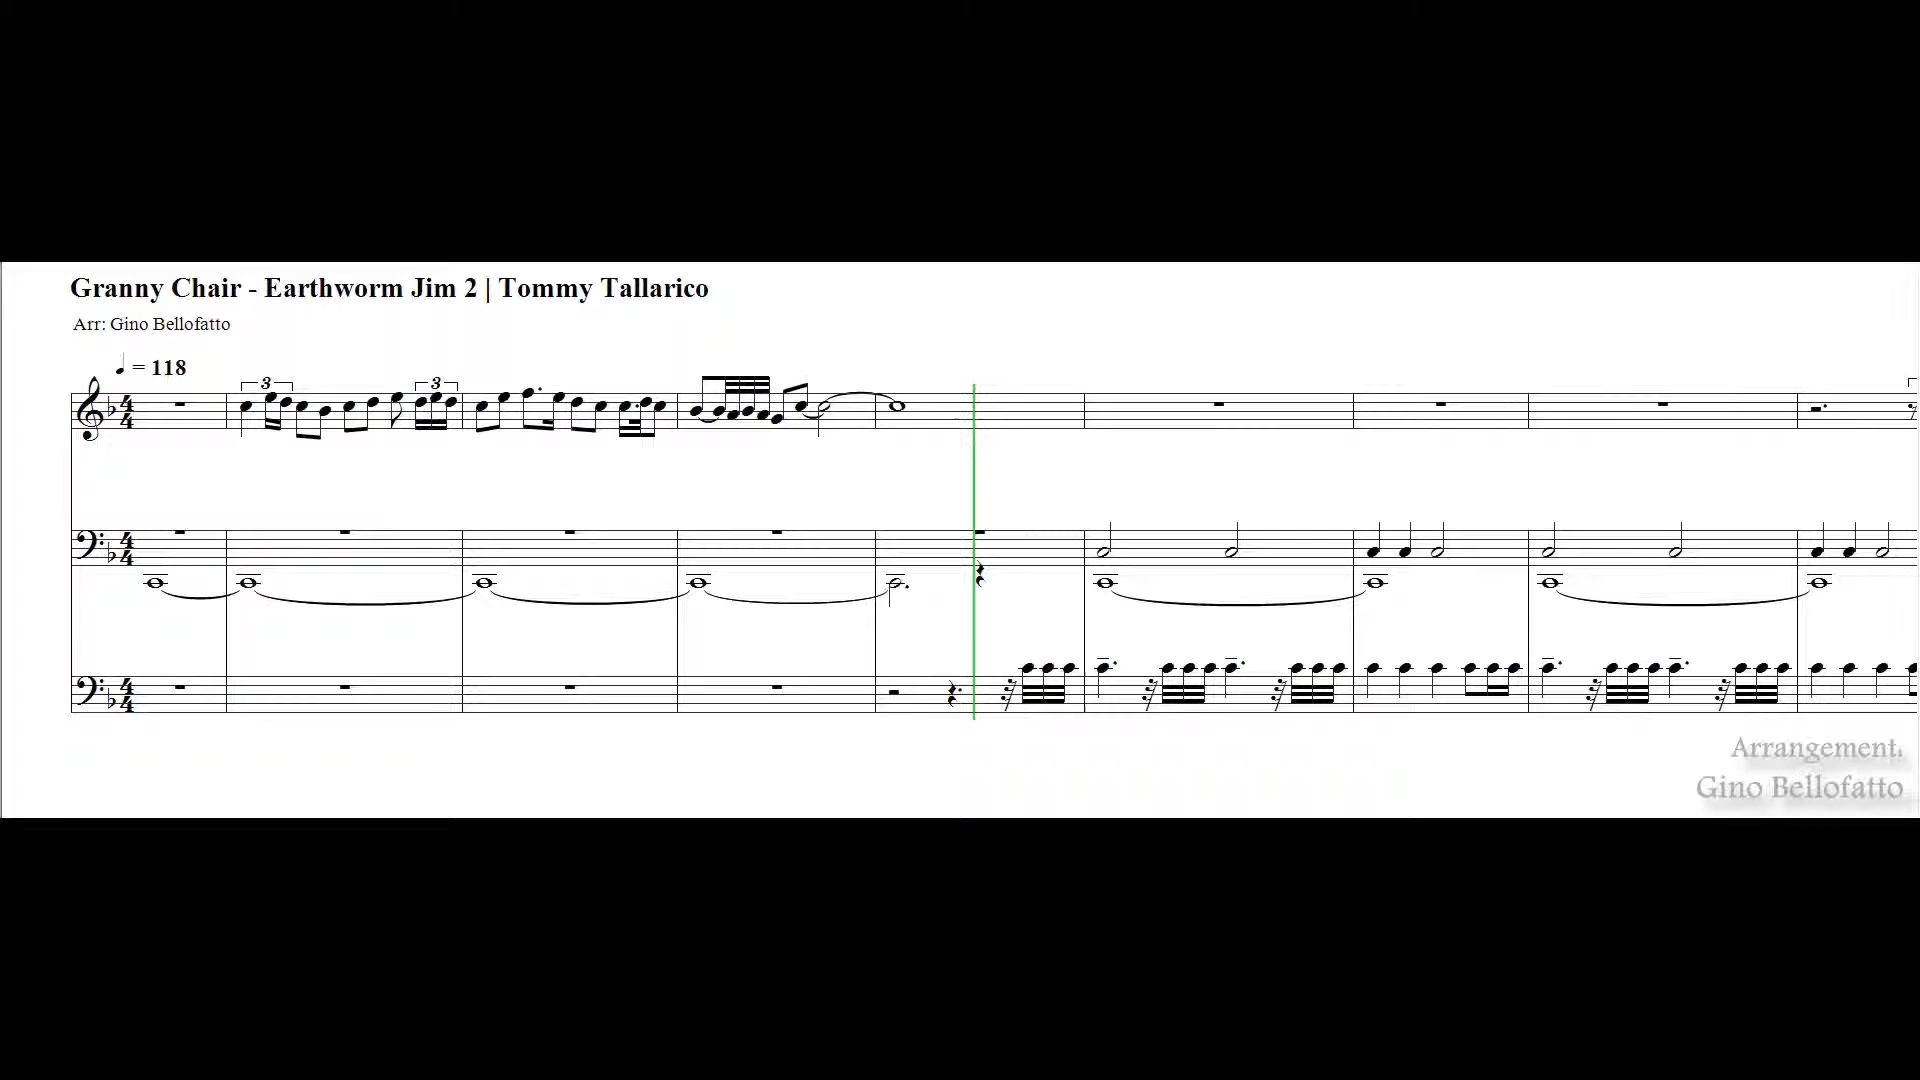 Granny Chair - Earthworm Jim 2 | Tommy Tallarico
Arr: Gino Bellofatto
♩ = 118
3
3
Arrangement.
Gino Bellofatto